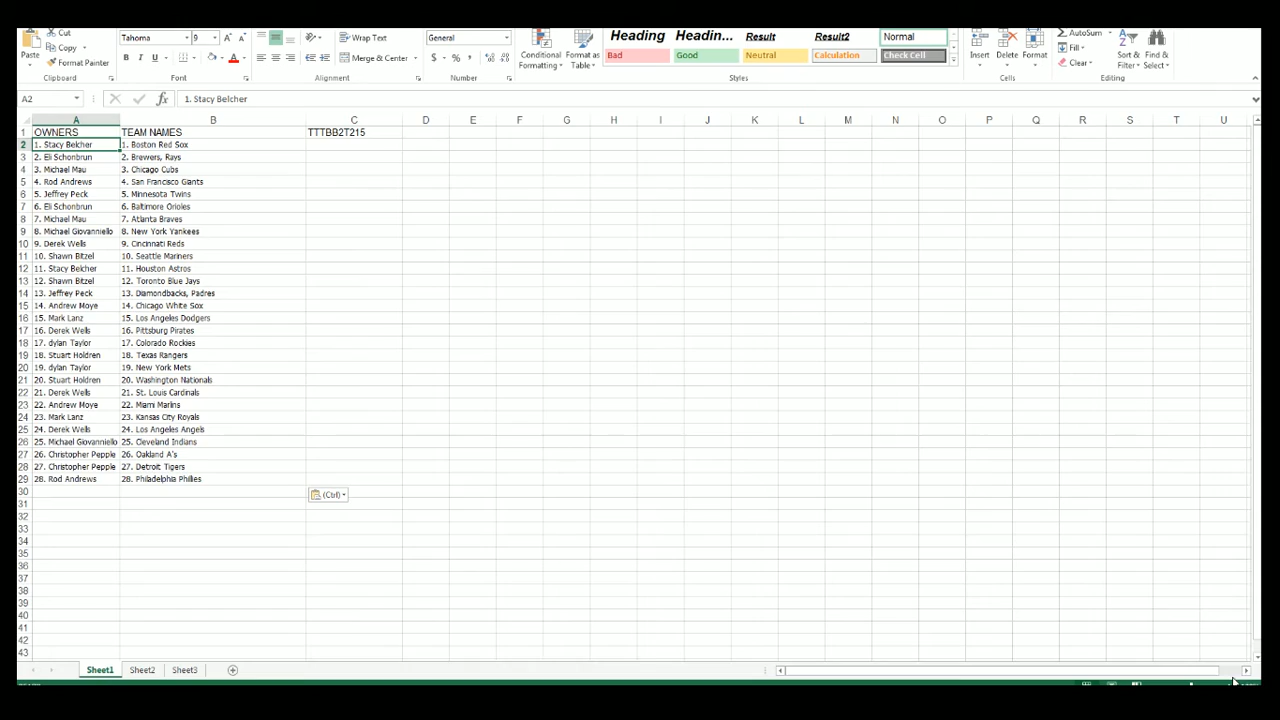 Cut
Copy
Format Painter
Paste
Clipboard
Tahoma 9
B I U
Font
Wrap Text
Merge & Center
Alignment
General
$ % ,
Number
Conditional Formatting
Format as Table
Heading Headin... Result Result2 Normal
Bad Good Neutral Calculation Check Cell
Styles
Insert Delete Format
Cells
AutoSum
Fill
Clear
Sort & Filter
Find & Select
Editing
A2 fx 1. Stacy Belcher
A B C D E F G H I J K L M N O P Q R S T U
1 OWNERS TEAM NAMES TTTBB2T215
2 1. Stacy Belcher 1. Boston Red Sox
3 2. Eli Schonbrun 2. Brewers, Rays
4 3. Michael Mau 3. Chicago Cubs
5 4. Rod Andrews 4. San Francisco Giants
6 5. Jeffrey Peck 5. Minnesota Twins
7 6. Eli Schonbrun 6. Baltimore Orioles
8 7. Michael Mau 7. Atlanta Braves
9 8. Michael Giovanniello 8. New York Yankees
10 9. Derek Wells 9. Cincinnati Reds
11 10. Shawn Bitzel 10. Seattle Mariners
12 11. Stacy Belcher 11. Houston Astros
13 12. Shawn Bitzel 12. Toronto Blue Jays
14 13. Jeffrey Peck 13. Diamondbacks, Padres
15 14. Andrew Moye 14. Chicago White Sox
16 15. Mark Lanz 15. Los Angeles Dodgers
17 16. Derek Wells 16. Pittsburg Pirates
18 17. dylan Taylor 17. Colorado Rockies
19 18. Stuart Holdren 18. Texas Rangers
20 19. dylan Taylor 19. New York Mets
21 20. Stuart Holdren 20. Washington Nationals
22 21. Derek Wells 21. St. Louis Cardinals
23 22. Andrew Moye 22. Miami Marlins
24 23. Mark Lanz 23. Kansas City Royals
25 24. Derek Wells 24. Los Angeles Angels
26 25. Michael Giovanniello 25. Cleveland Indians
27 26. Christopher Pepple 26. Oakland A's
28 27. Christopher Pepple 27. Detroit Tigers
29 28. Rod Andrews 28. Philadelphia Phillies
30 (Ctrl)
31
32
33
34
35
36
37
38
39
40
41
42
43
Sheet1 Sheet2 Sheet3